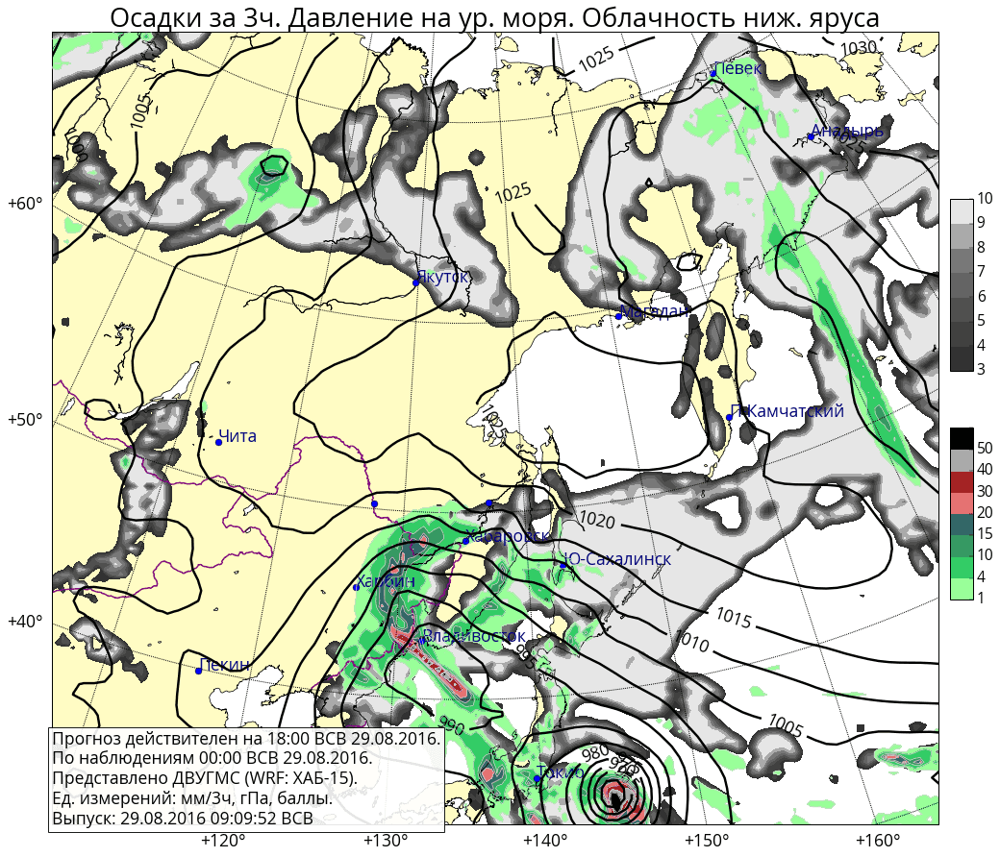 Осадки за 3ч. Давление на ур. моря. Облачность ниж. яруса
1025
1030
Певек
1005
Анадырь
1025
+60°
1025
10
9
8
7
6
5
4
3
Якутск
Магадан
+50°
Чита
1025
П-Камчатский
50
40
30
20
15
10
4
1
1020
Хабаровск
Ю-Сахалинск
Харбин
+40°
1015
Владивосток
1010
995
Пекин
990
1005
980
Токио
Прогноз действителен на 18:00 ВСВ 29.08.2016.
По наблюдениям 00:00 ВСВ 29.08.2016.
Представлено ДВУГМС (WRF: ХАБ-15).
Ед. измерений: мм/3ч, гПа, баллы.
Выпуск: 29.08.2016 09:09:52 ВСВ
+120°
+130°
+140°
+150°
+160°